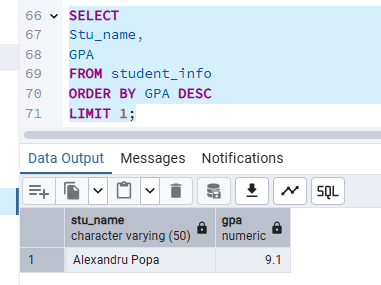 66 SELECT
67 Stu_name,
68 GPA
69 FROM student_info
70 ORDER BY GPA DESC
71 LIMIT 1;
Data Output Messages Notifications
SQL
stu_name gpa
character varying (50) numeric
1 Alexandru Popa 9.1